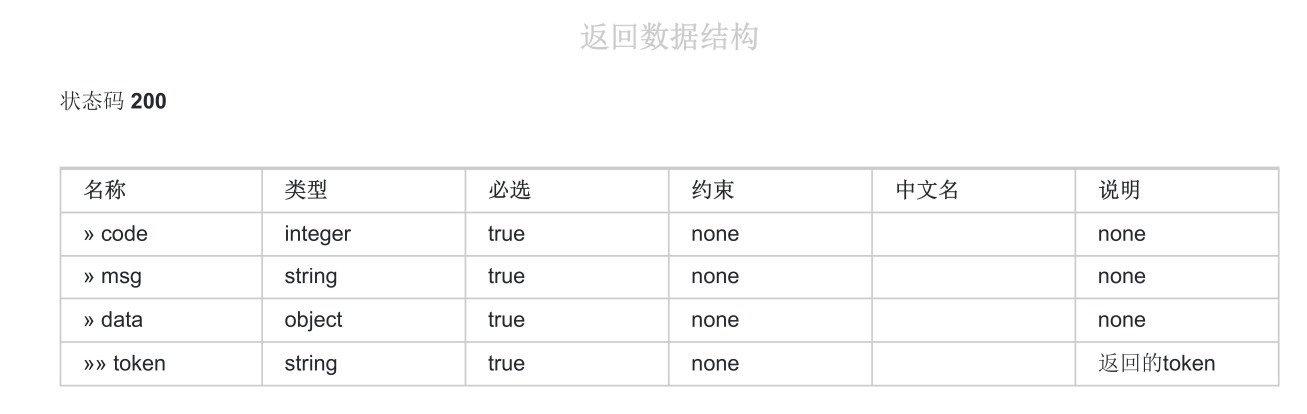 返回数据结构
状态码 200
名称 类型 必选 约束 中文名 说明
» code integer true none none
» msg string true none none
» data object true none none
»» token string true none 返回的token